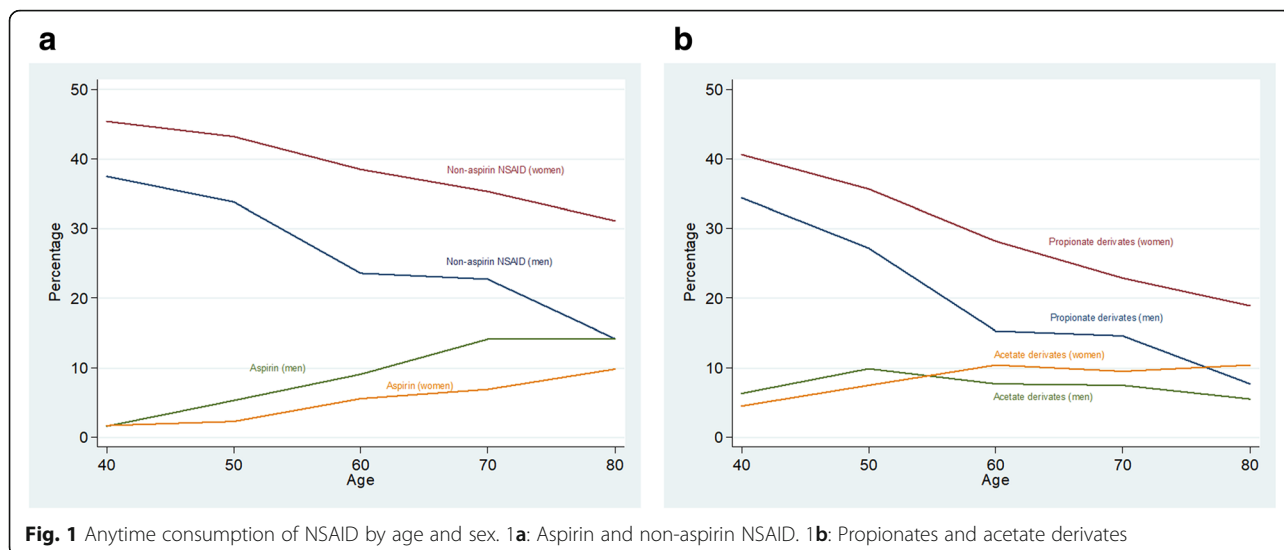 a
50
40
30
20
10
0
Percentage
Non-aspirin NSAID (women)
Non-aspirin NSAID (men)
Aspirin (men)
Aspirin (women)
40 50 60 70 80
Age
b
50
40
30
20
10
0
Percentage
Propionate derivates (women)
Propionate derivates (men)
Acetate derivates (women)
Acetate derivates (men)
40 50 60 70 80
Age
Fig. 1 Anytime consumption of NSAID by age and sex. 1a: Aspirin and non-aspirin NSAID. 1b: Propionates and acetate derivates